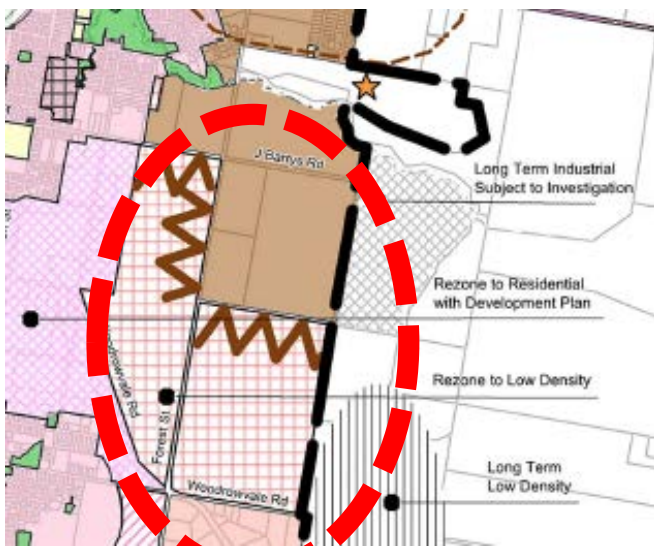 J Barrys Rd
Long Term Industrial
Subject to Investigation
Rezone to Residential
with Development Plan
Rezone to Low Density
Forest St
Woodrowvale Rd
Long Term
Low Density